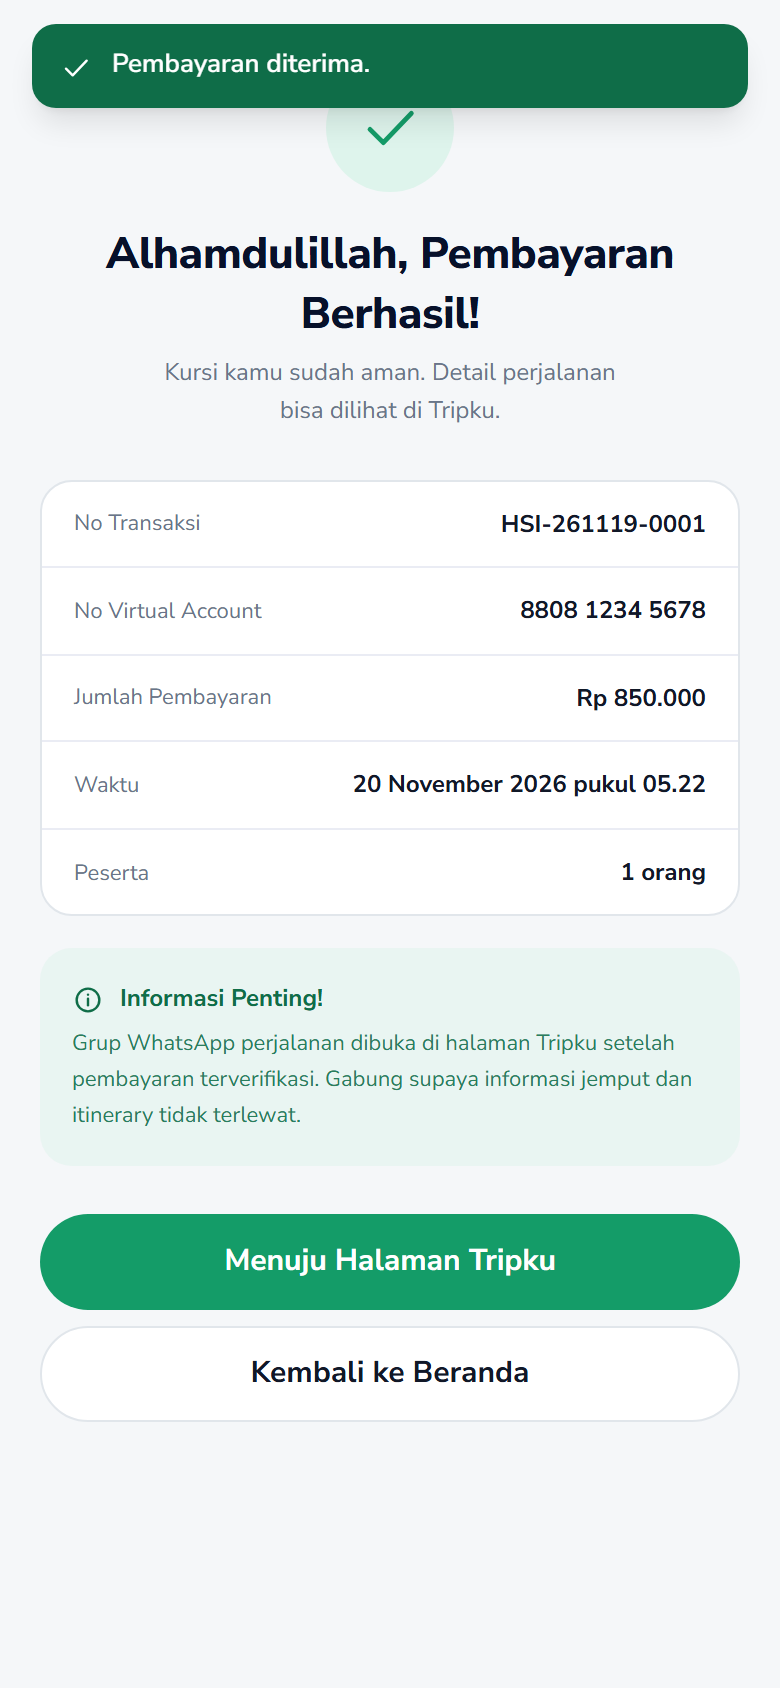 Pembayaran diterima.
Alhamdulillah, Pembayaran
Berhasil!
Kursi kamu sudah aman. Detail perjalanan
bisa dilihat di Tripku.
No Transaksi HSI-261119-0001
No Virtual Account 8808 1234 5678
Jumlah Pembayaran Rp 850.000
Waktu 20 November 2026 pukul 05.22
Peserta 1 orang
Informasi Penting!
Grup WhatsApp perjalanan dibuka di halaman Tripku setelah
pembayaran terverifikasi. Gabung supaya informasi jemput dan
itinerary tidak terlewat.
Menuju Halaman Tripku
Kembali ke Beranda